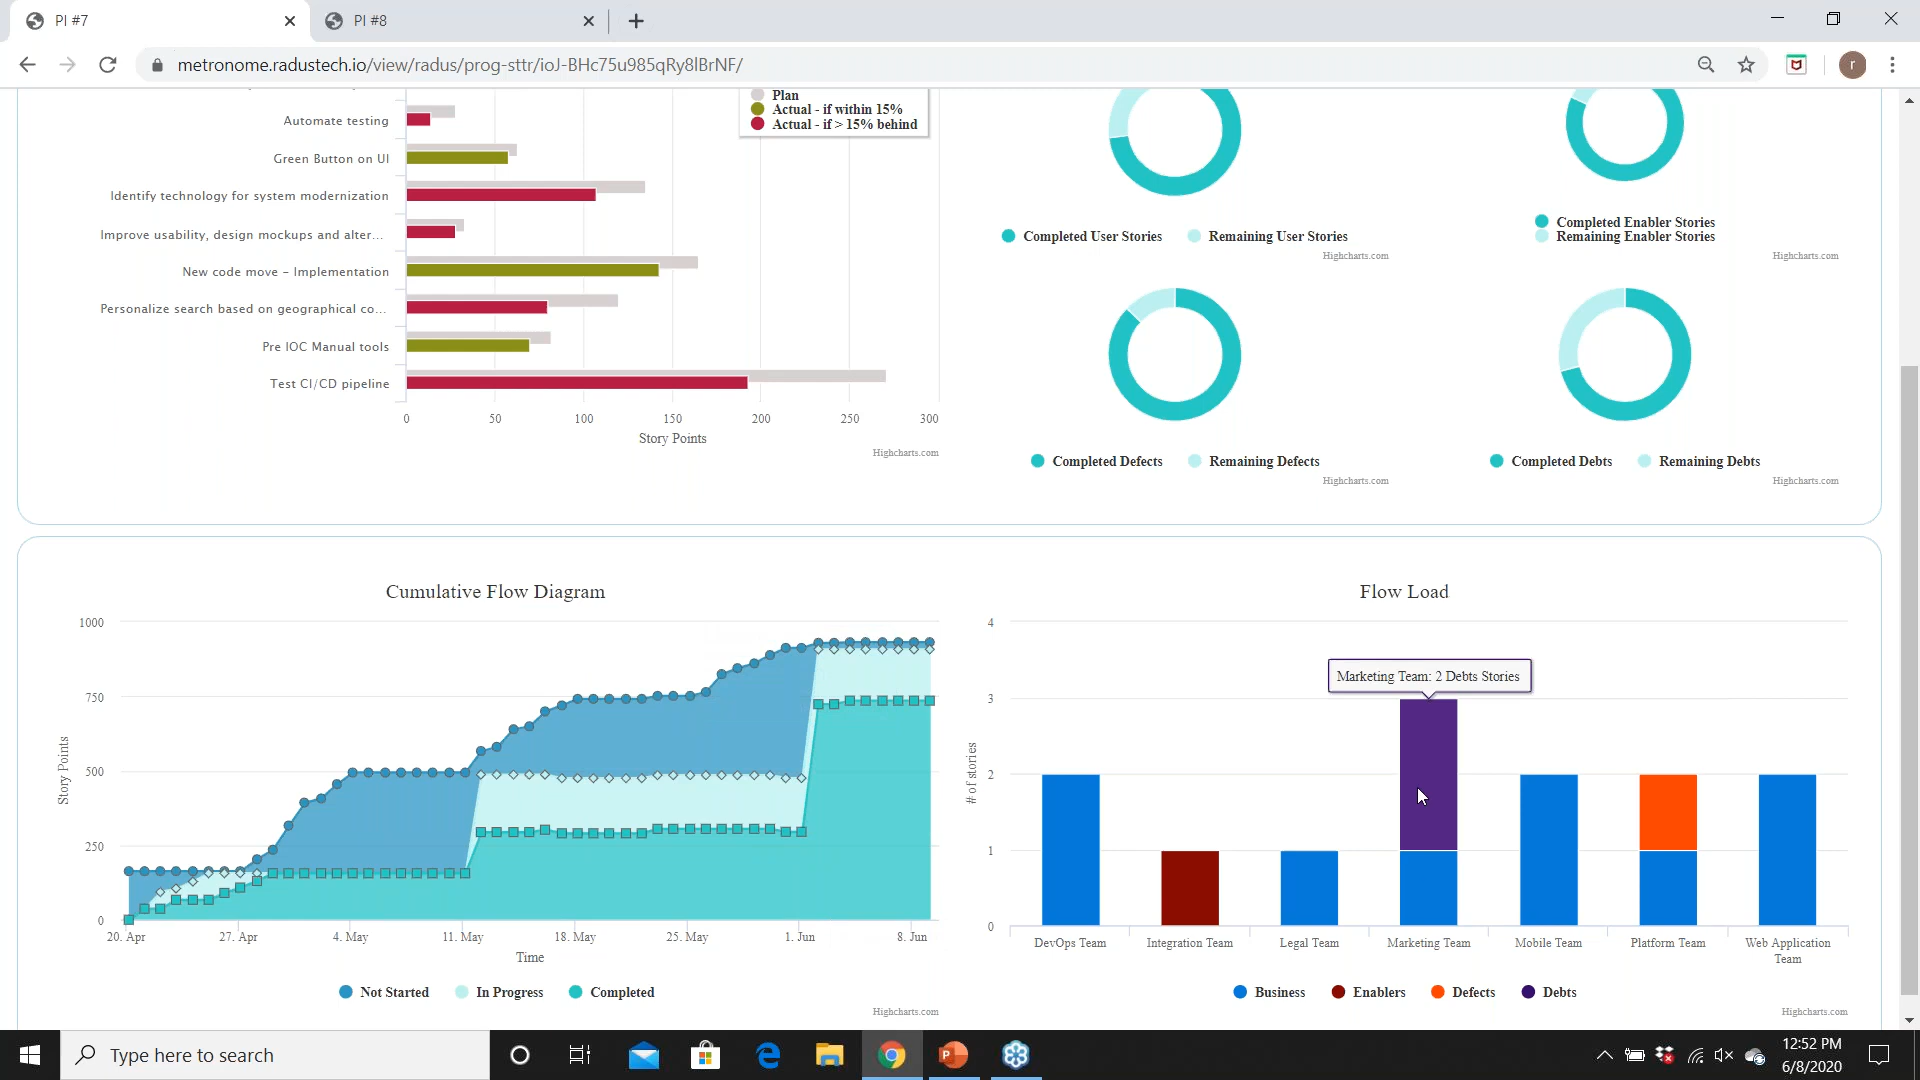 PI #7
PI #8
metronome.radustech.io/view/radus/prog-sttr/ioJ-BHc75u985qRy8lBrNF/
r
Plan
Actual - if within 15%
Actual - if > 15% behind
Automate testing
Green Button on UI
Identify technology for system modernization
Improve usability, design mockups and alter...
New code move – Implementation
Personalize search based on geographical co...
Pre IOC Manual tools
Test CI/CD pipeline
0 50 100 150 200 250 300
Story Points
Highcharts.com
Completed User Stories Remaining User Stories
Highcharts.com
Completed Enabler Stories
Remaining Enabler Stories
Highcharts.com
Completed Defects Remaining Defects
Highcharts.com
Completed Debts Remaining Debts
Highcharts.com
Cumulative Flow Diagram
1000
750
500
250
0
Story Points
20. Apr 27. Apr 4. May 11. May 18. May 25. May 1. Jun 8. Jun
Time
Not Started In Progress Completed
Highcharts.com
Flow Load
4
3
2
1
0
# of stories
Marketing Team: 2 Debts Stories
DevOps Team Integration Team Legal Team Marketing Team Mobile Team Platform Team Web Application
Team
Business Enablers Defects Debts
Highcharts.com
Type here to search
12:52 PM
6/8/2020